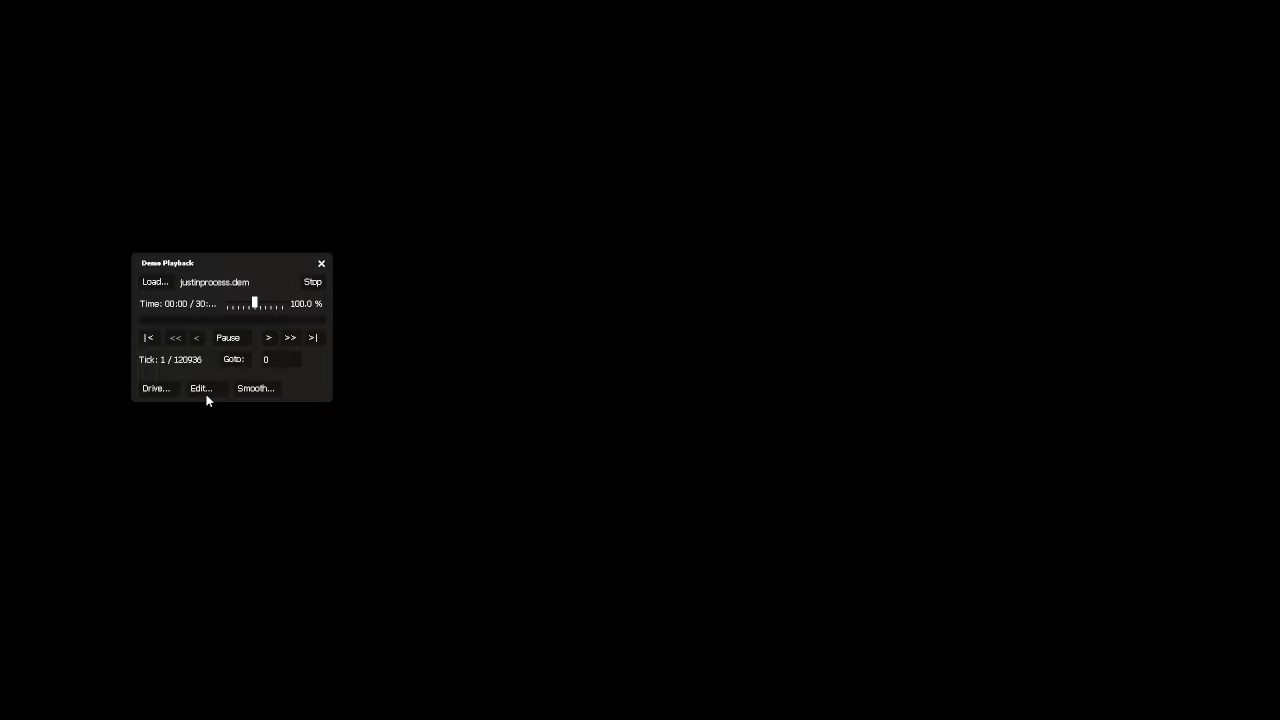 Demo Playback
Load... justinprocess.dem Stop
Time: 00:00 / 30:... 100.0 %
|< << < Pause > >> >|
Tick: 1 / 120936 Goto: 0
Drive... Edit... Smooth...